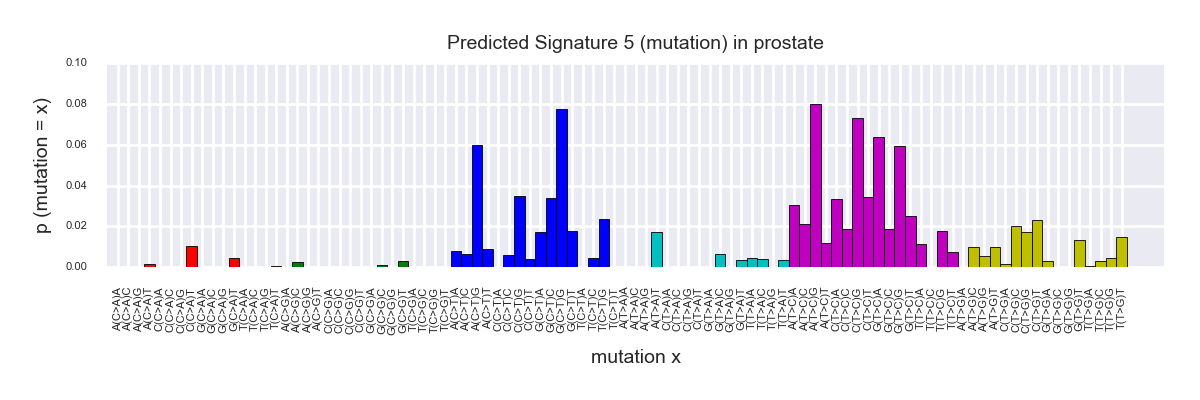 Predicted Signature 5 (mutation) in prostate
p (mutation = x)
0.10
0.08
0.06
0.04
0.02
0.00
A(C>A)A
A(C>A)C
A(C>A)G
A(C>A)T
C(C>A)A
C(C>A)C
C(C>A)G
C(C>A)T
G(C>A)A
G(C>A)C
G(C>A)G
G(C>A)T
T(C>A)A
T(C>A)C
T(C>A)G
T(C>A)T
A(C>G)A
A(C>G)C
A(C>G)G
A(C>G)T
C(C>G)A
C(C>G)C
C(C>G)G
C(C>G)T
G(C>G)A
G(C>G)C
G(C>G)G
G(C>G)T
T(C>G)A
T(C>G)C
T(C>G)G
T(C>G)T
A(C>T)A
A(C>T)C
A(C>T)G
A(C>T)T
C(C>T)A
C(C>T)C
C(C>T)G
C(C>T)T
G(C>T)A
G(C>T)C
G(C>T)G
G(C>T)T
T(C>T)A
T(C>T)C
T(C>T)G
T(C>T)T
A(T>A)A
A(T>A)C
A(T>A)G
A(T>A)T
C(T>A)A
C(T>A)C
C(T>A)G
C(T>A)T
G(T>A)A
G(T>A)C
G(T>A)G
G(T>A)T
T(T>A)A
T(T>A)C
T(T>A)G
T(T>A)T
A(T>C)A
A(T>C)C
A(T>C)G
A(T>C)T
C(T>C)A
C(T>C)C
C(T>C)G
C(T>C)T
G(T>C)A
G(T>C)C
G(T>C)G
G(T>C)T
T(T>C)A
T(T>C)C
T(T>C)G
T(T>C)T
A(T>G)A
A(T>G)C
A(T>G)G
A(T>G)T
C(T>G)A
C(T>G)C
C(T>G)G
C(T>G)T
G(T>G)A
G(T>G)C
G(T>G)G
G(T>G)T
T(T>G)A
T(T>G)C
T(T>G)G
T(T>G)T
mutation x